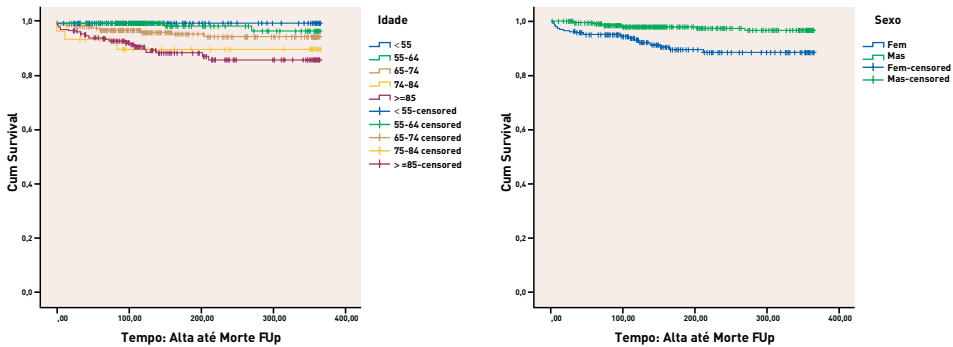 Idade
< 55
55-64
65-74
74-84
>=85
< 55-censored
55-64 censored
65-74 censored
75-84 censored
> =85-censored
Cum Survival
1,0
0,8
0,6
0,4
0,2
0,0
,00
100,00
200,00
300,00
400,00
Tempo: Alta até Morte FUp
Sexo
Fem
Mas
Fem-censored
Mas-censored
Cum Survival
1,0
0,8
0,6
0,4
0,2
0,0
,00
100,00
200,00
300,00
400,00
Tempo: Alta até Morte FUp